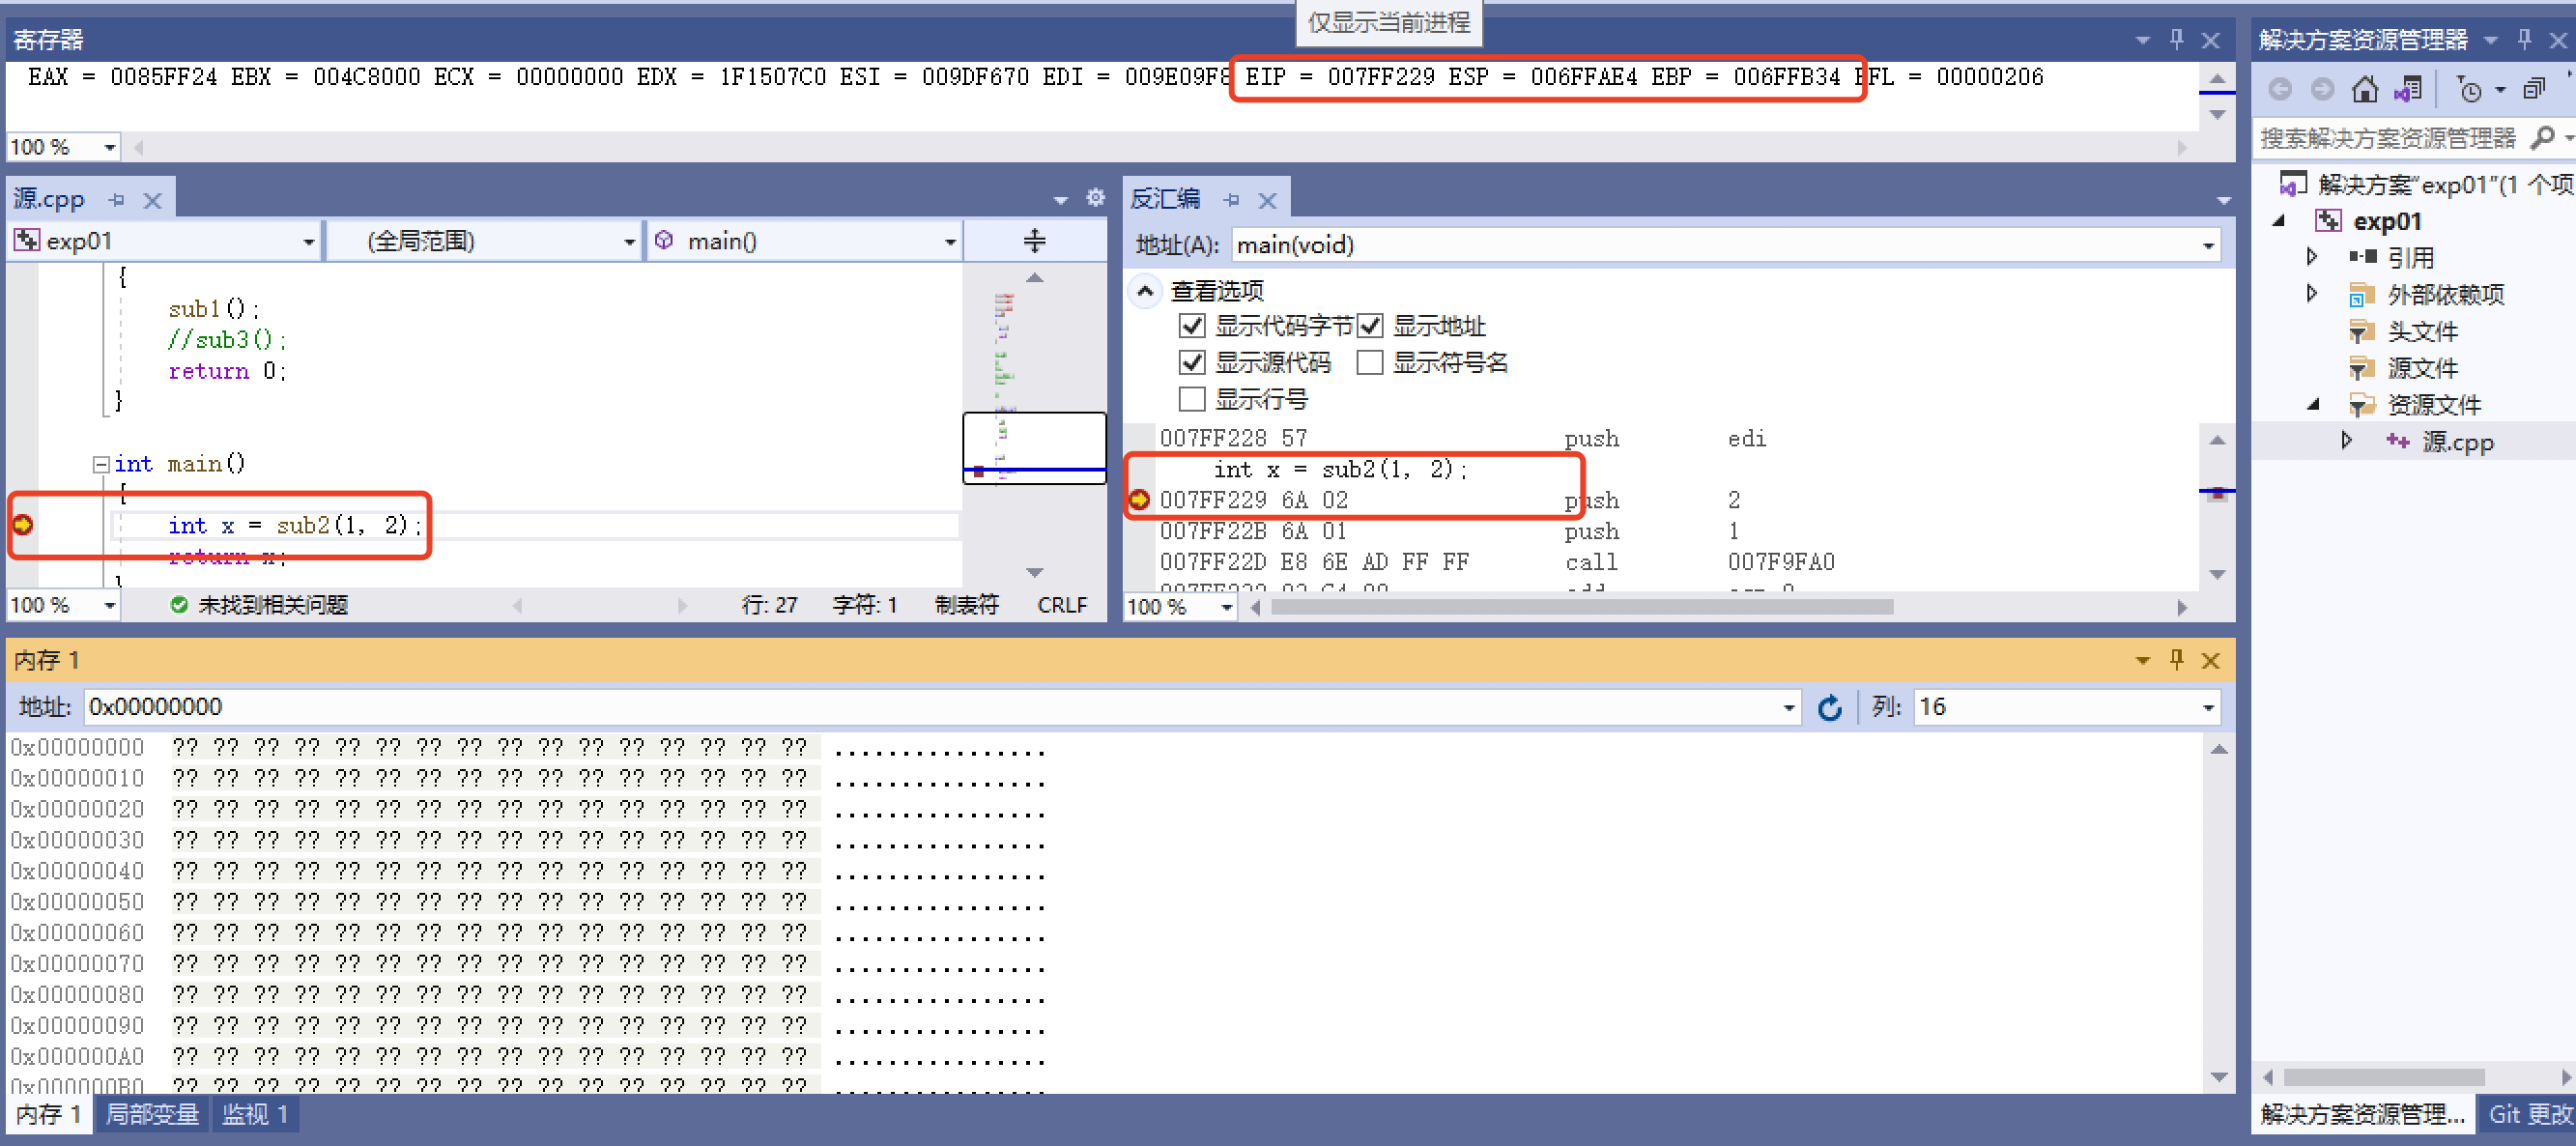 仅显示当前进程
寄存器
EAX = 0085FF24 EBX = 004C8000 ECX = 00000000 EDX = 1F1507C0 ESI = 009DF670 EDI = 009E09F8 EIP = 007FF229 ESP = 006FFAE4 EBP = 006FFB34 EFL = 00000206
100 %
源.cpp
exp01
(全局范围)
main()
{
sub1();
//sub3();
return 0;
}
int main()
{
int x = sub2(1, 2);
return x;
}
100 %
未找到相关问题
行: 27
字符: 1
制表符
CRLF
反汇编
地址(A): main(void)
查看选项
显示代码字节 显示地址
显示源代码 显示符号名
显示行号
007FF228 57 push edi
int x = sub2(1, 2);
007FF229 6A 02 push 2
007FF22B 6A 01 push 1
007FF22D E8 6E AD FF FF call 007F9FA0
100 %
内存 1
地址: 0x00000000
列: 16
0x00000000 ?? ?? ?? ?? ?? ?? ?? ?? ?? ?? ?? ?? ?? ?? ?? ?? ................
0x00000010 ?? ?? ?? ?? ?? ?? ?? ?? ?? ?? ?? ?? ?? ?? ?? ?? ................
0x00000020 ?? ?? ?? ?? ?? ?? ?? ?? ?? ?? ?? ?? ?? ?? ?? ?? ................
0x00000030 ?? ?? ?? ?? ?? ?? ?? ?? ?? ?? ?? ?? ?? ?? ?? ?? ................
0x00000040 ?? ?? ?? ?? ?? ?? ?? ?? ?? ?? ?? ?? ?? ?? ?? ?? ................
0x00000050 ?? ?? ?? ?? ?? ?? ?? ?? ?? ?? ?? ?? ?? ?? ?? ?? ................
0x00000060 ?? ?? ?? ?? ?? ?? ?? ?? ?? ?? ?? ?? ?? ?? ?? ?? ................
0x00000070 ?? ?? ?? ?? ?? ?? ?? ?? ?? ?? ?? ?? ?? ?? ?? ?? ................
0x00000080 ?? ?? ?? ?? ?? ?? ?? ?? ?? ?? ?? ?? ?? ?? ?? ?? ................
0x00000090 ?? ?? ?? ?? ?? ?? ?? ?? ?? ?? ?? ?? ?? ?? ?? ?? ................
0x000000A0 ?? ?? ?? ?? ?? ?? ?? ?? ?? ?? ?? ?? ?? ?? ?? ?? ................
0x000000B0 ?? ?? ?? ?? ?? ?? ?? ?? ?? ?? ?? ?? ?? ?? ?? ?? ................
内存 1
局部变量
监视 1
解决方案资源管理器
搜索解决方案资源管理器
解决方案"exp01"(1 个项
exp01
引用
外部依赖项
头文件
源文件
资源文件
源.cpp
解决方案资源管理...
Git 更改